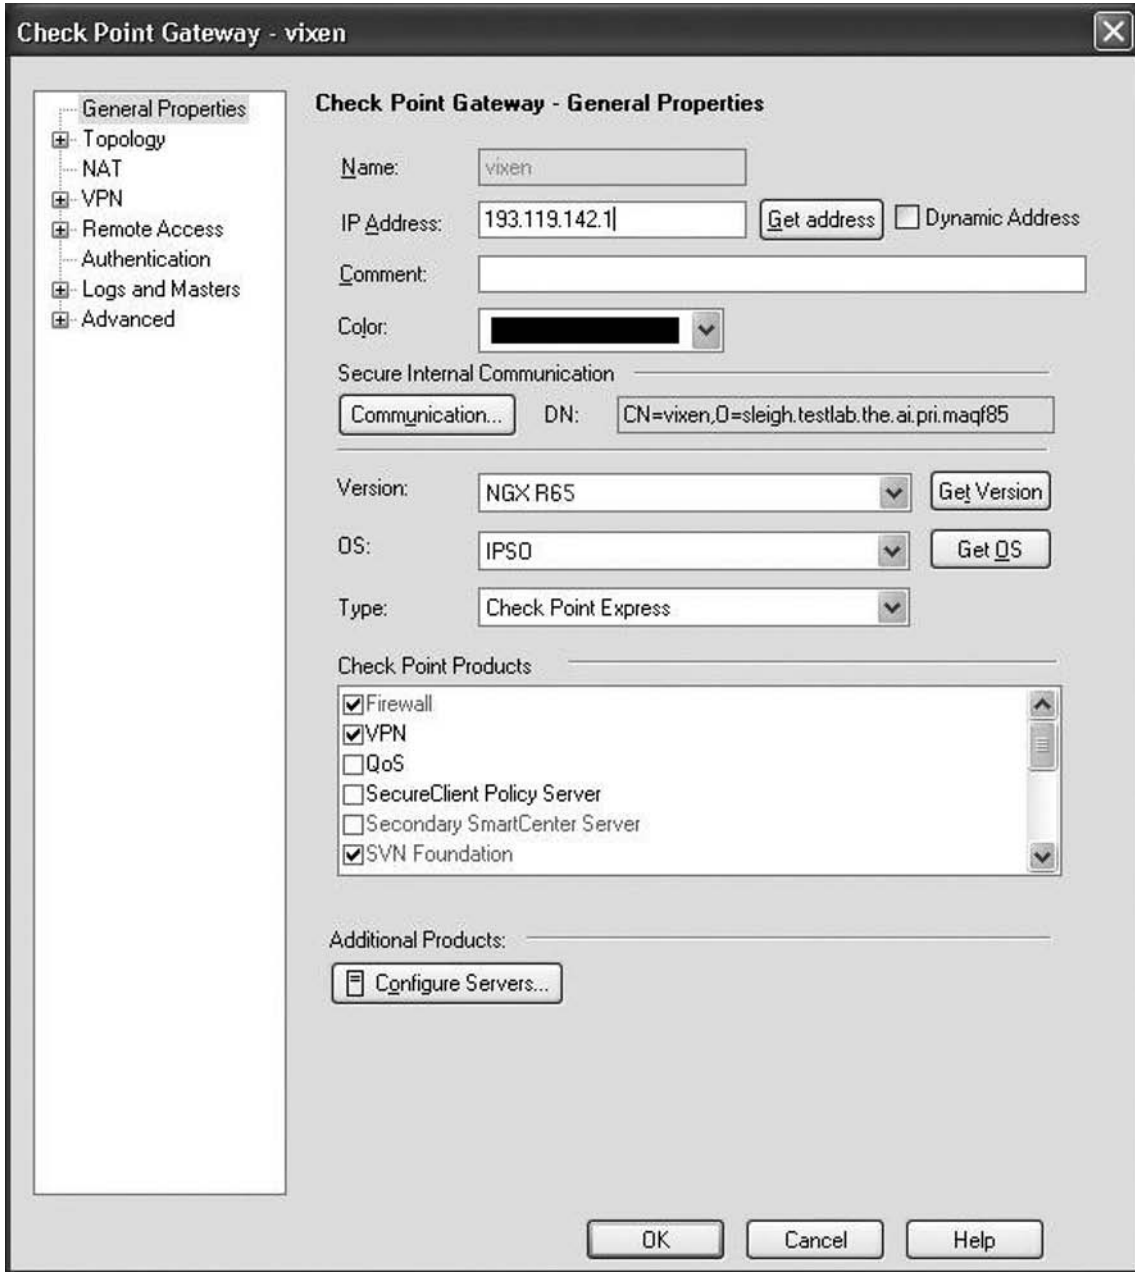 Check Point Gateway - vixen
General Properties
Topology
NAT
VPN
Remote Access
Authentication
Logs and Masters
Advanced
Check Point Gateway - General Properties
Name: vixen
IP Address: 193.119.142.1 Get address Dynamic Address
Comment:
Color:
Secure Internal Communication
Communication... DN: CN=vixen,O=sleigh.testlab.the.ai.pri.maqf85
Version: NGX R65 Get Version
OS: IPSO Get OS
Type: Check Point Express
Check Point Products
Firewall
VPN
QoS
SecureClient Policy Server
Secondary SmartCenter Server
SVN Foundation
Additional Products:
Configure Servers...
OK Cancel Help